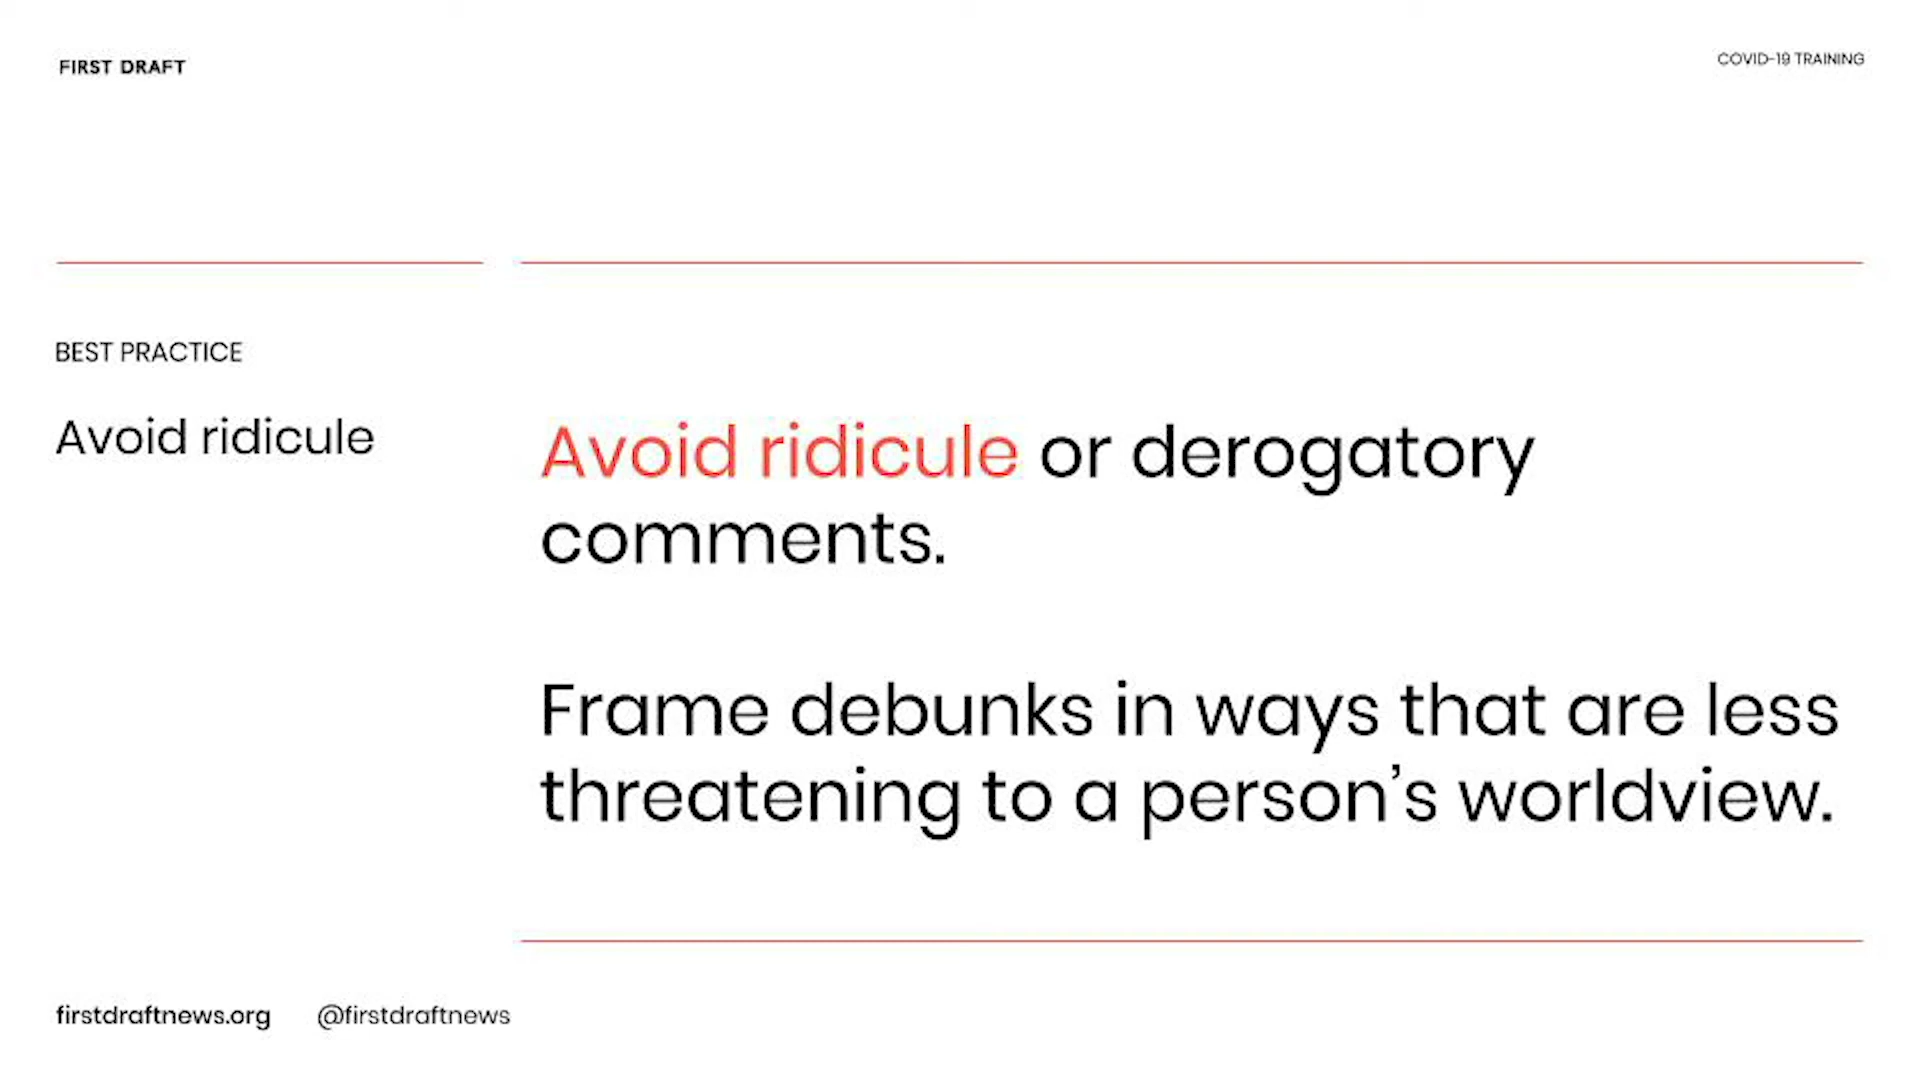 FIRST DRAFT
COVID-19 TRAINING
BEST PRACTICE
Avoid ridicule
Avoid ridicule or derogatory
comments.
Frame debunks in ways that are less
threatening to a person’s worldview.
firstdraftnews.org
@firstdraftnews